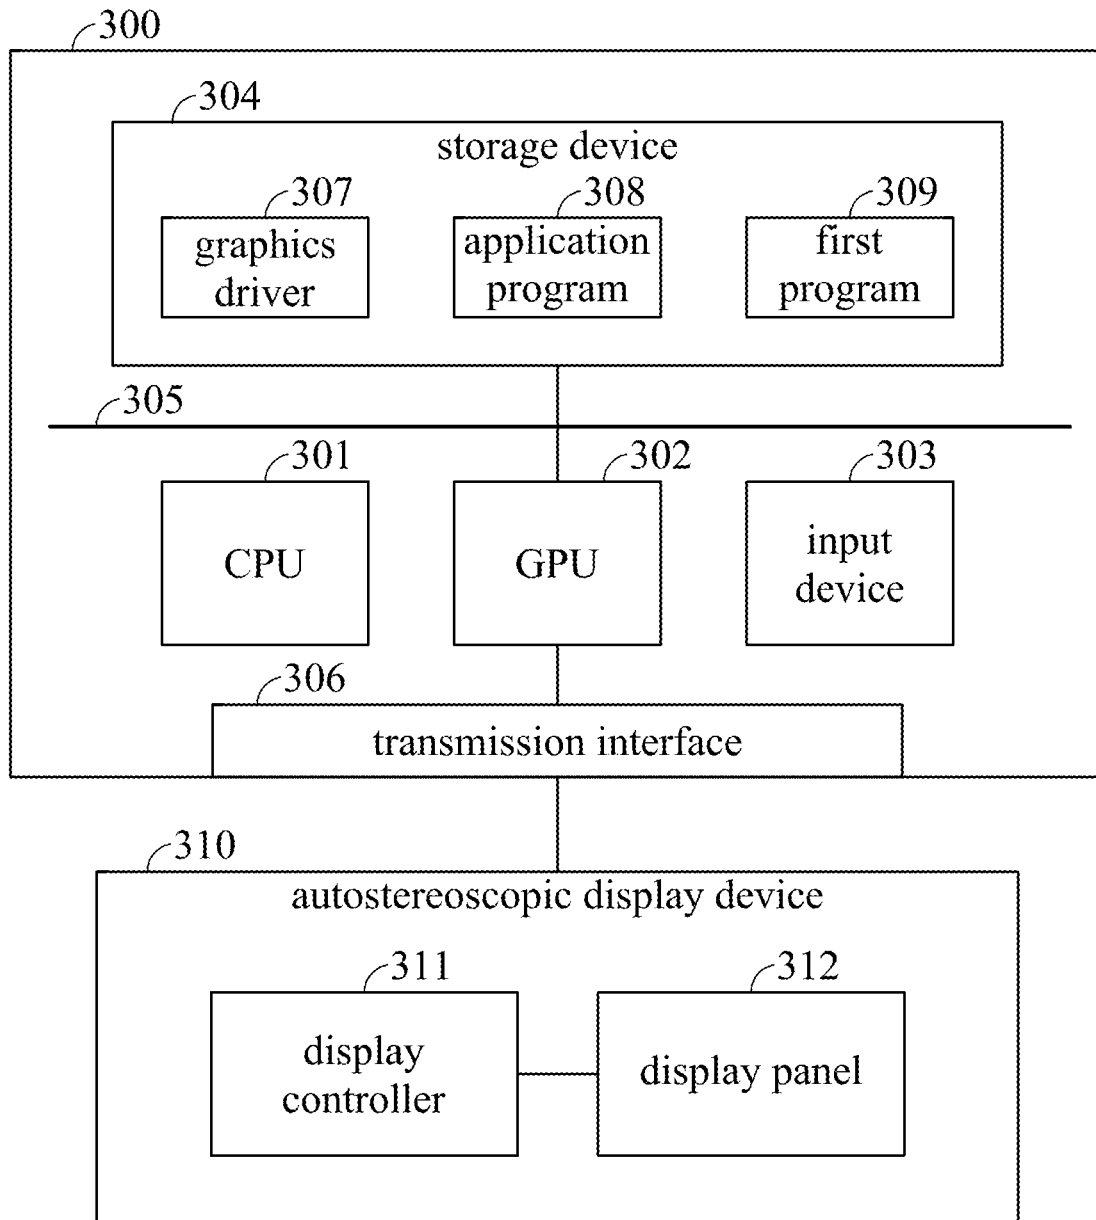 300
304
storage device
307
308
309
graphics
driver
application
program
first
program
305
301
302
303
CPU
GPU
input
device
306
transmission interface
310
autostereoscopic display device
311
312
display
controller
display panel